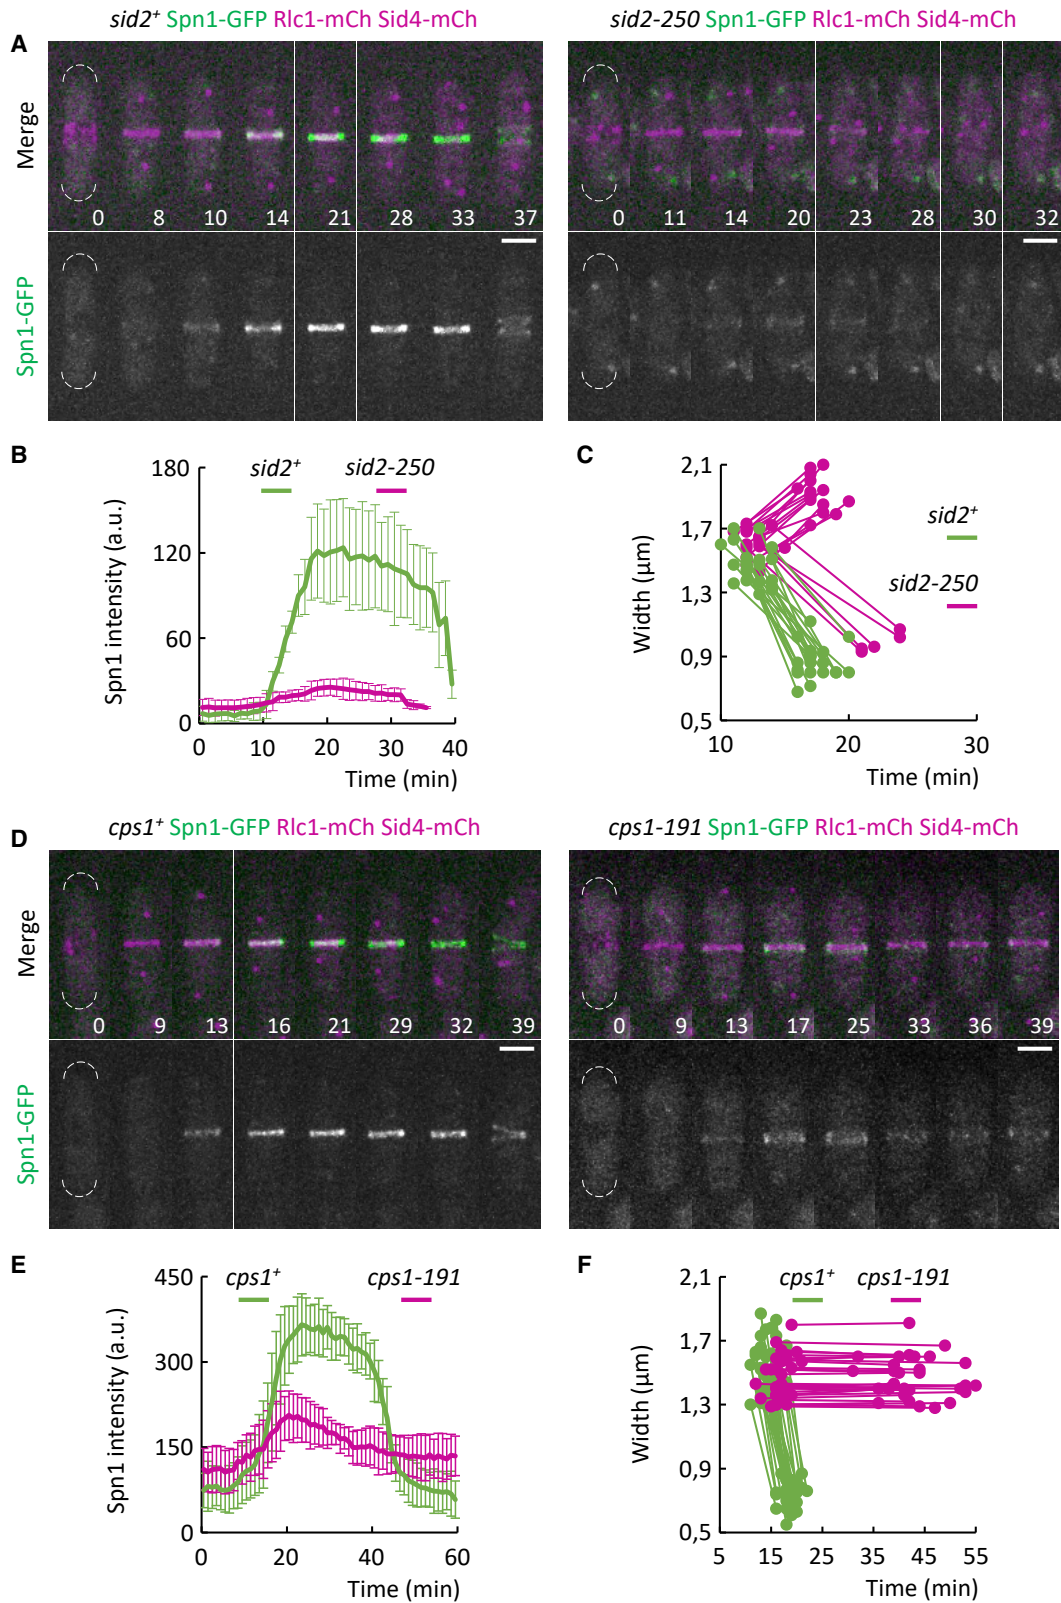 sid2+ Spn1-GFP Rlc1-mCh Sid4-mCh
sid2-250 Spn1-GFP Rlc1-mCh Sid4-mCh
A
Merge
0 8 10 14 21 28 33 37
0 11 14 20 23 28 30 32
Spn1-GFP
B
sid2+ sid2-250
Spn1 intensity (a.u.)
180
120
60
0
0 10 20 30 40
Time (min)
C
Width (µm)
2,1
1,7
1,3
0,9
0,5
sid2+
sid2-250
10 20 30
Time (min)
D
cps1+ Spn1-GFP Rlc1-mCh Sid4-mCh
cps1-191 Spn1-GFP Rlc1-mCh Sid4-mCh
Merge
0 9 13 16 21 29 32 39
0 9 13 17 25 33 36 39
Spn1-GFP
E
cps1+ cps1-191
Spn1 intensity (a.u.)
450
300
150
0
0 20 40 60
Time (min)
F
cps1+ cps1-191
Width (µm)
2,1
1,7
1,3
0,9
0,5
5 15 25 35 45 55
Time (min)